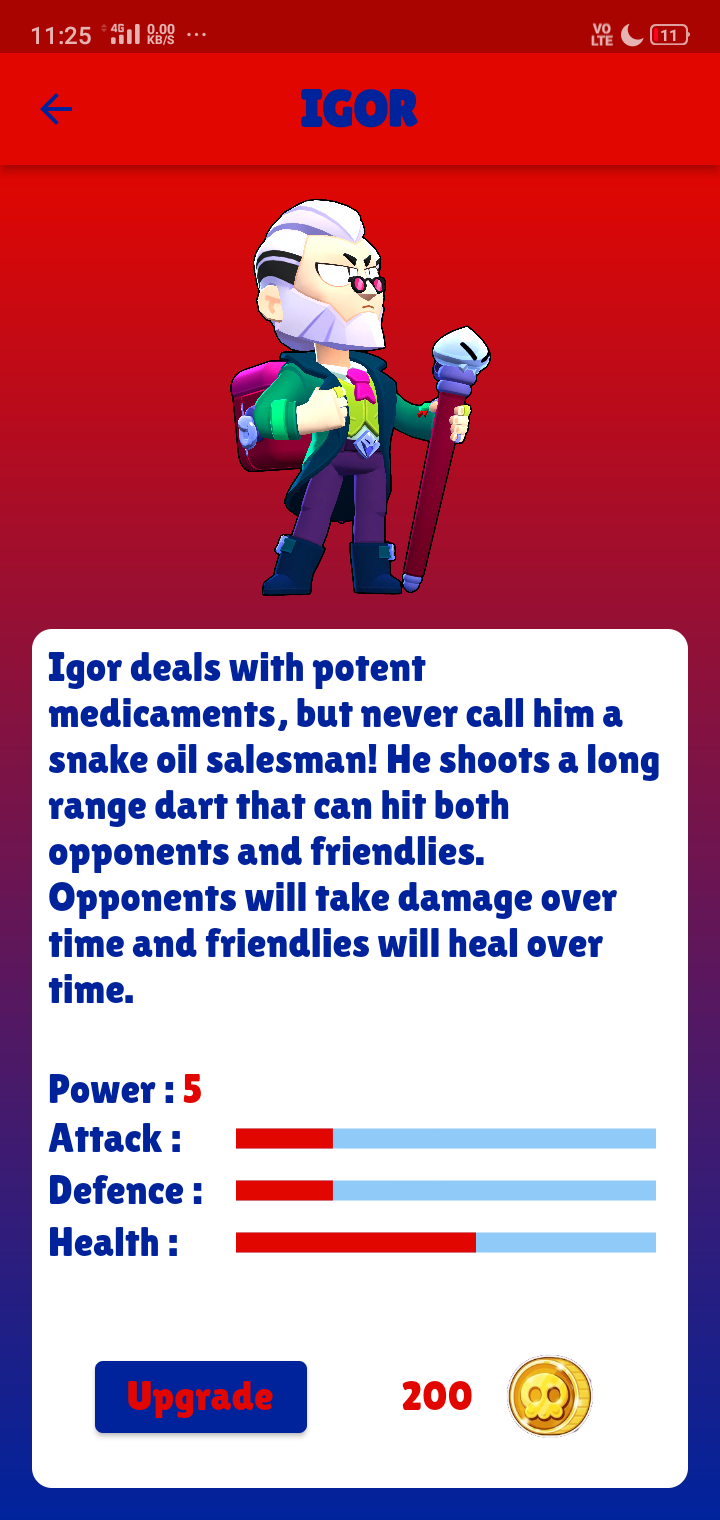 11:25 4G 0.00 KB/S ... VO LTE 11
IGOR
Igor deals with potent
medicaments, but never call him a
snake oil salesman! He shoots a long
range dart that can hit both
opponents and friendlies.
Opponents will take damage over
time and friendlies will heal over
time.
Power : 5
Attack :
Defence :
Health :
Upgrade 200